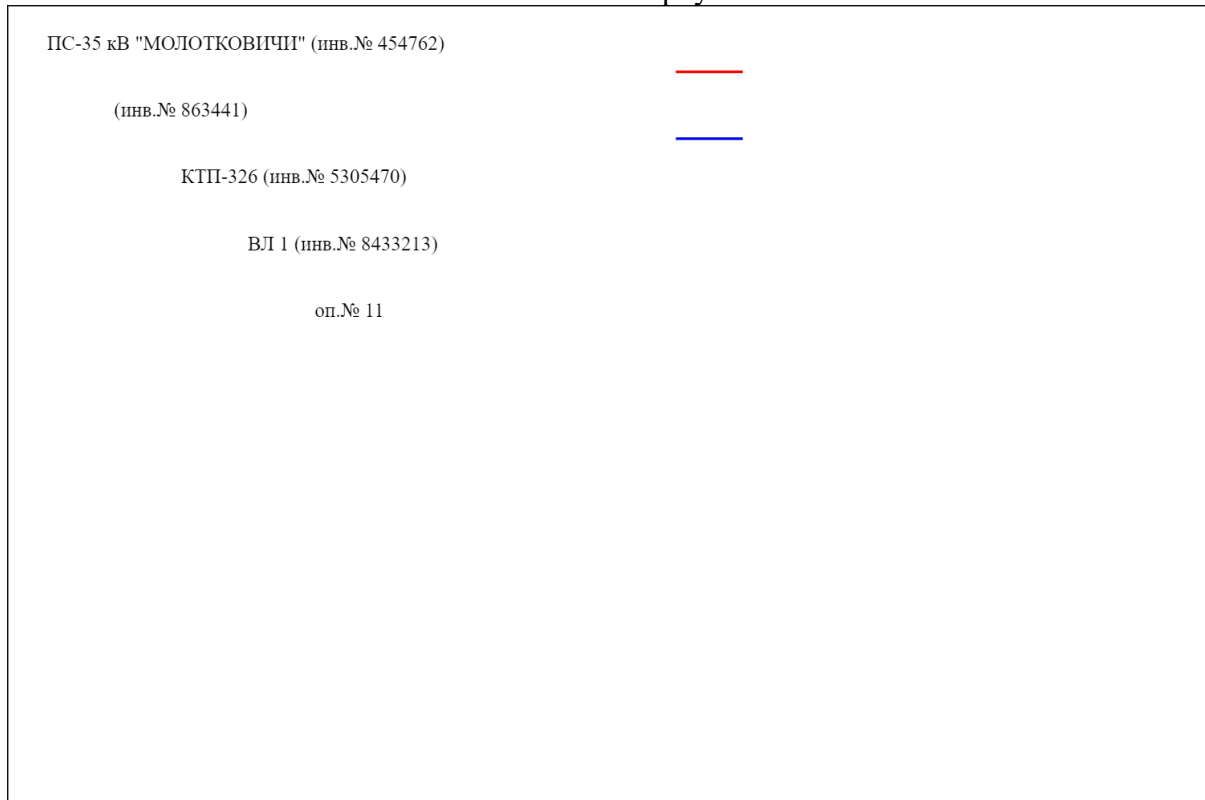 ПС-35 кВ "МОЛОТКОВИЧИ" (инв.№ 454762)
(инв.№ 863441)
КТП-326 (инв.№ 5305470)
ВЛ 1 (инв.№ 8433213)
оп.№ 11